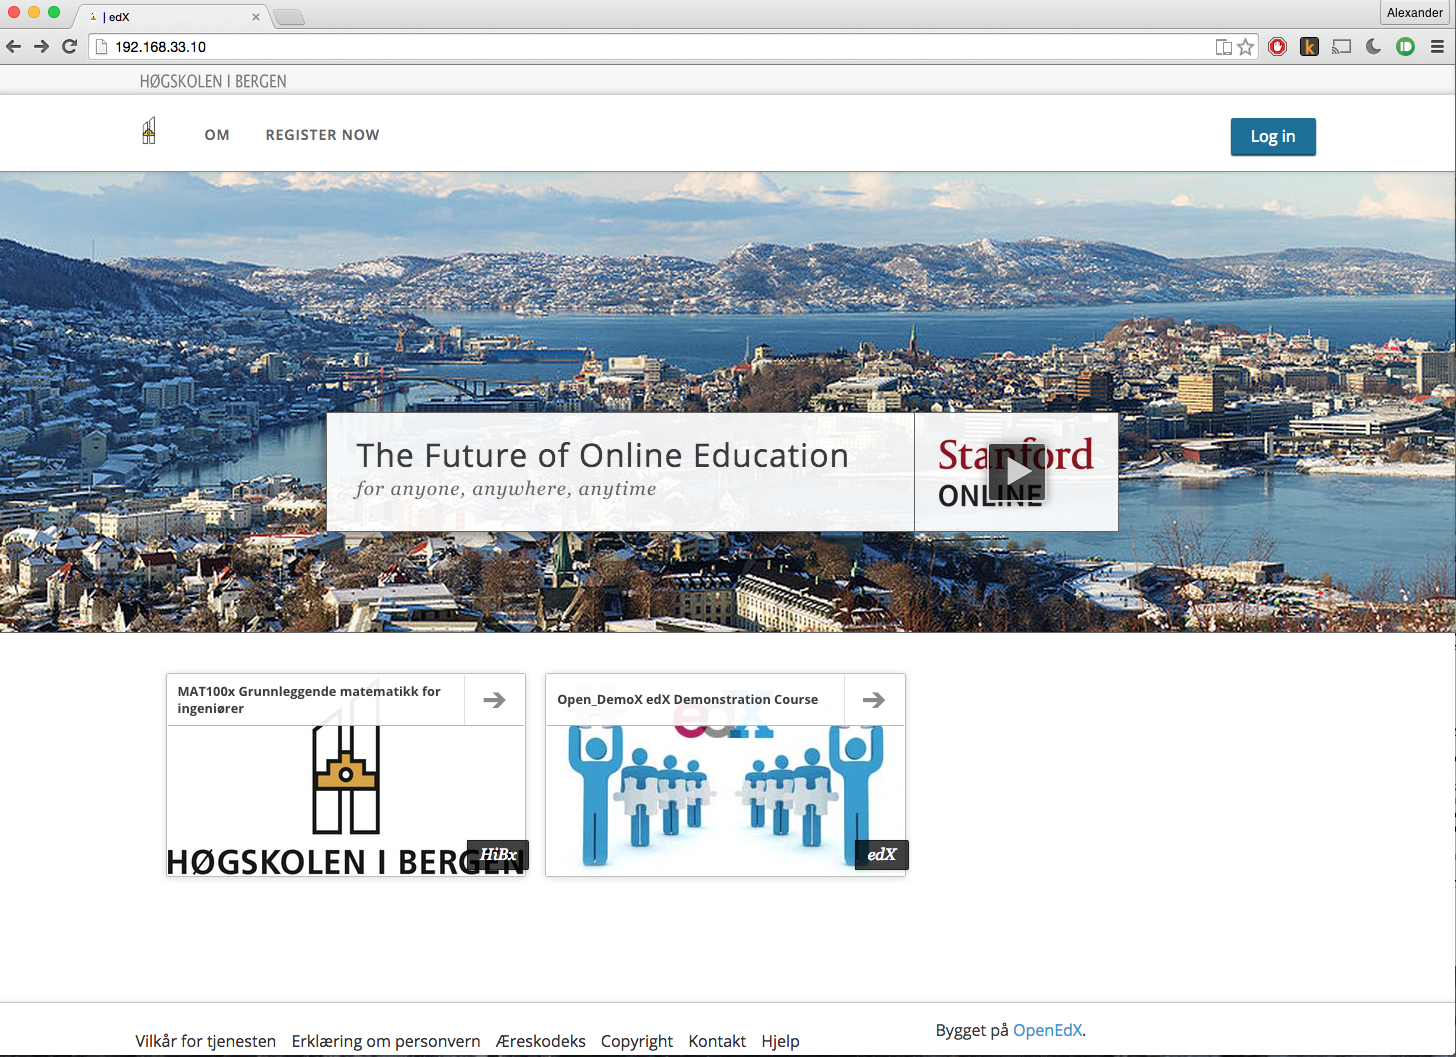 | edX
Alexander
192.168.33.10
HØGSKOLEN I BERGEN
OM
REGISTER NOW
Log in
The Future of Online Education
for anyone, anywhere, anytime
Stanford
ONLINE
MAT100x Grunnleggende matematikk for
ingeniører
HØGSKOLEN I BERGEN
HiBx
Open_DemoX edX Demonstration Course
edX
edX
Vilkår for tjenesten Erklæring om personvern Æreskodeks Copyright Kontakt Hjelp
Bygget på OpenEdX.